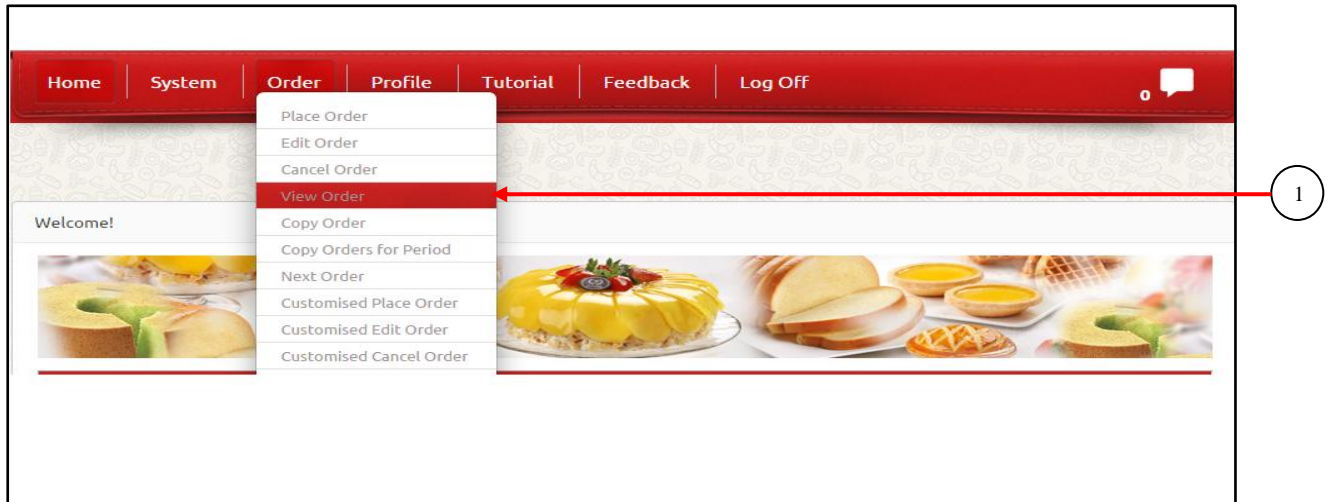 Home System Order Profile Tutorial Feedback Log Off 0
Place Order
Edit Order
Cancel Order
View Order
1
Welcome!
Copy Order
Copy Orders for Period
Next Order
Customised Place Order
Customised Edit Order
Customised Cancel Order